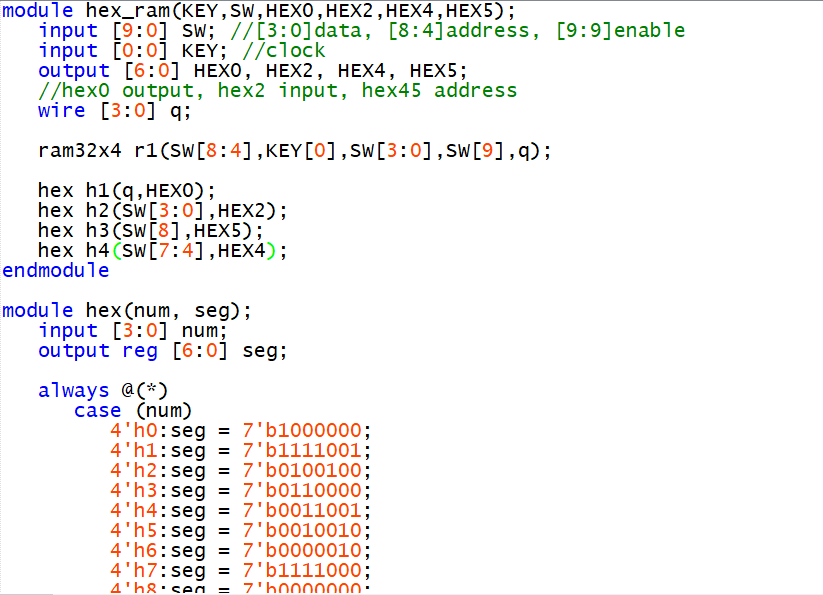 module hex_ram(KEY,SW,HEX0,HEX2,HEX4,HEX5);
input [9:0] SW; //[3:0]data, [8:4]address, [9:9]enable
input [0:0] KEY; //clock
output [6:0] HEX0, HEX2, HEX4, HEX5;
//hex0 output, hex2 input, hex45 address
wire [3:0] q;
ram32x4 r1(SW[8:4],KEY[0],SW[3:0],SW[9],q);
hex h1(q,HEX0);
hex h2(SW[3:0],HEX2);
hex h3(SW[8],HEX5);
hex h4(SW[7:4],HEX4);
endmodule
module hex(num, seg);
input [3:0] num;
output reg [6:0] seg;
always @(*)
case (num)
4'h0:seg = 7'b1000000;
4'h1:seg = 7'b1111001;
4'h2:seg = 7'b0100100;
4'h3:seg = 7'b0110000;
4'h4:seg = 7'b0011001;
4'h5:seg = 7'b0010010;
4'h6:seg = 7'b0000010;
4'h7:seg = 7'b1111000;
4'h8:seg = 7'b0000000;